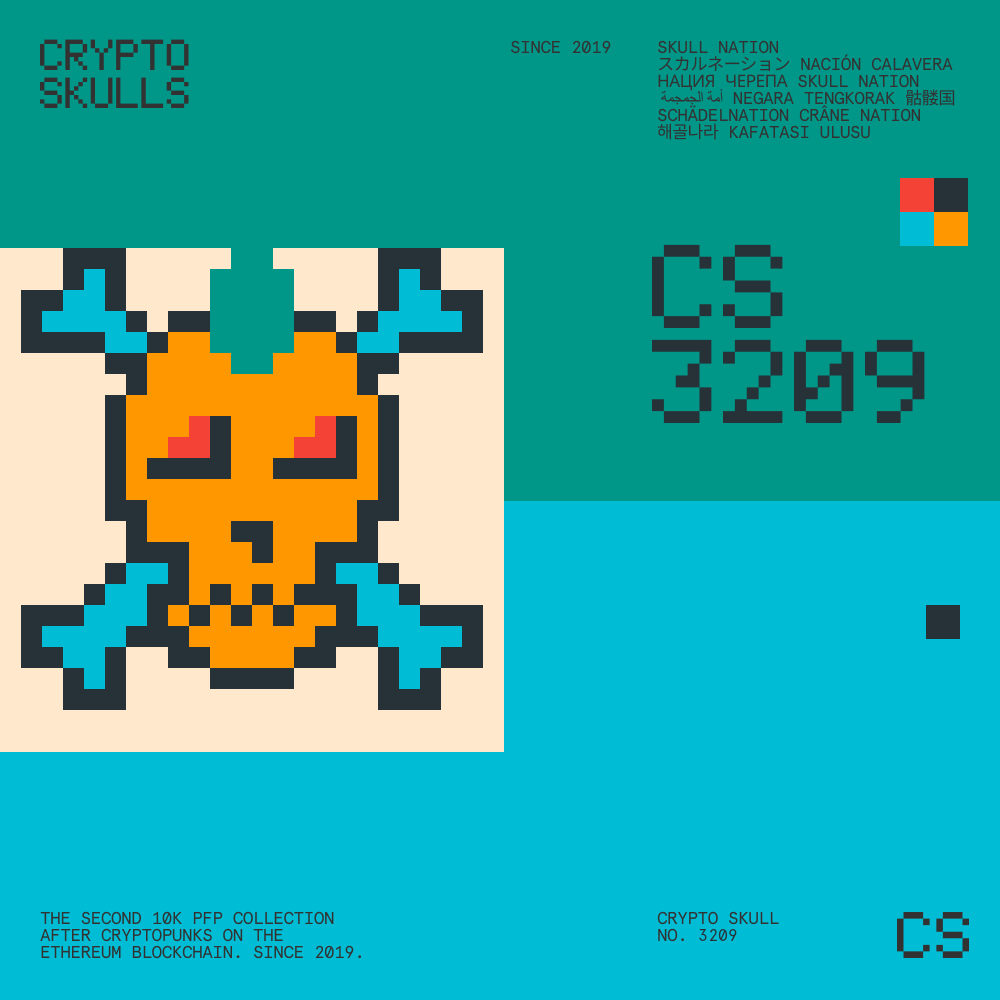 CRYPTO
SKULLS
SINCE 2019
SKULL NATION
スカルネーション NACIÓN CALAVERA
НАЦИЯ ЧЕРЕПА SKULL NATION
أمة الجمجمة NEGARA TENGKORAK 骷髅国
SCHÄDELNATION CRÂNE NATION
해골나라 KAFATASI ULUSU
CS
3209
THE SECOND 10K PFP COLLECTION
AFTER CRYPTOPUNKS ON THE
ETHEREUM BLOCKCHAIN. SINCE 2019.
CRYPTO SKULL
NO. 3209
CS